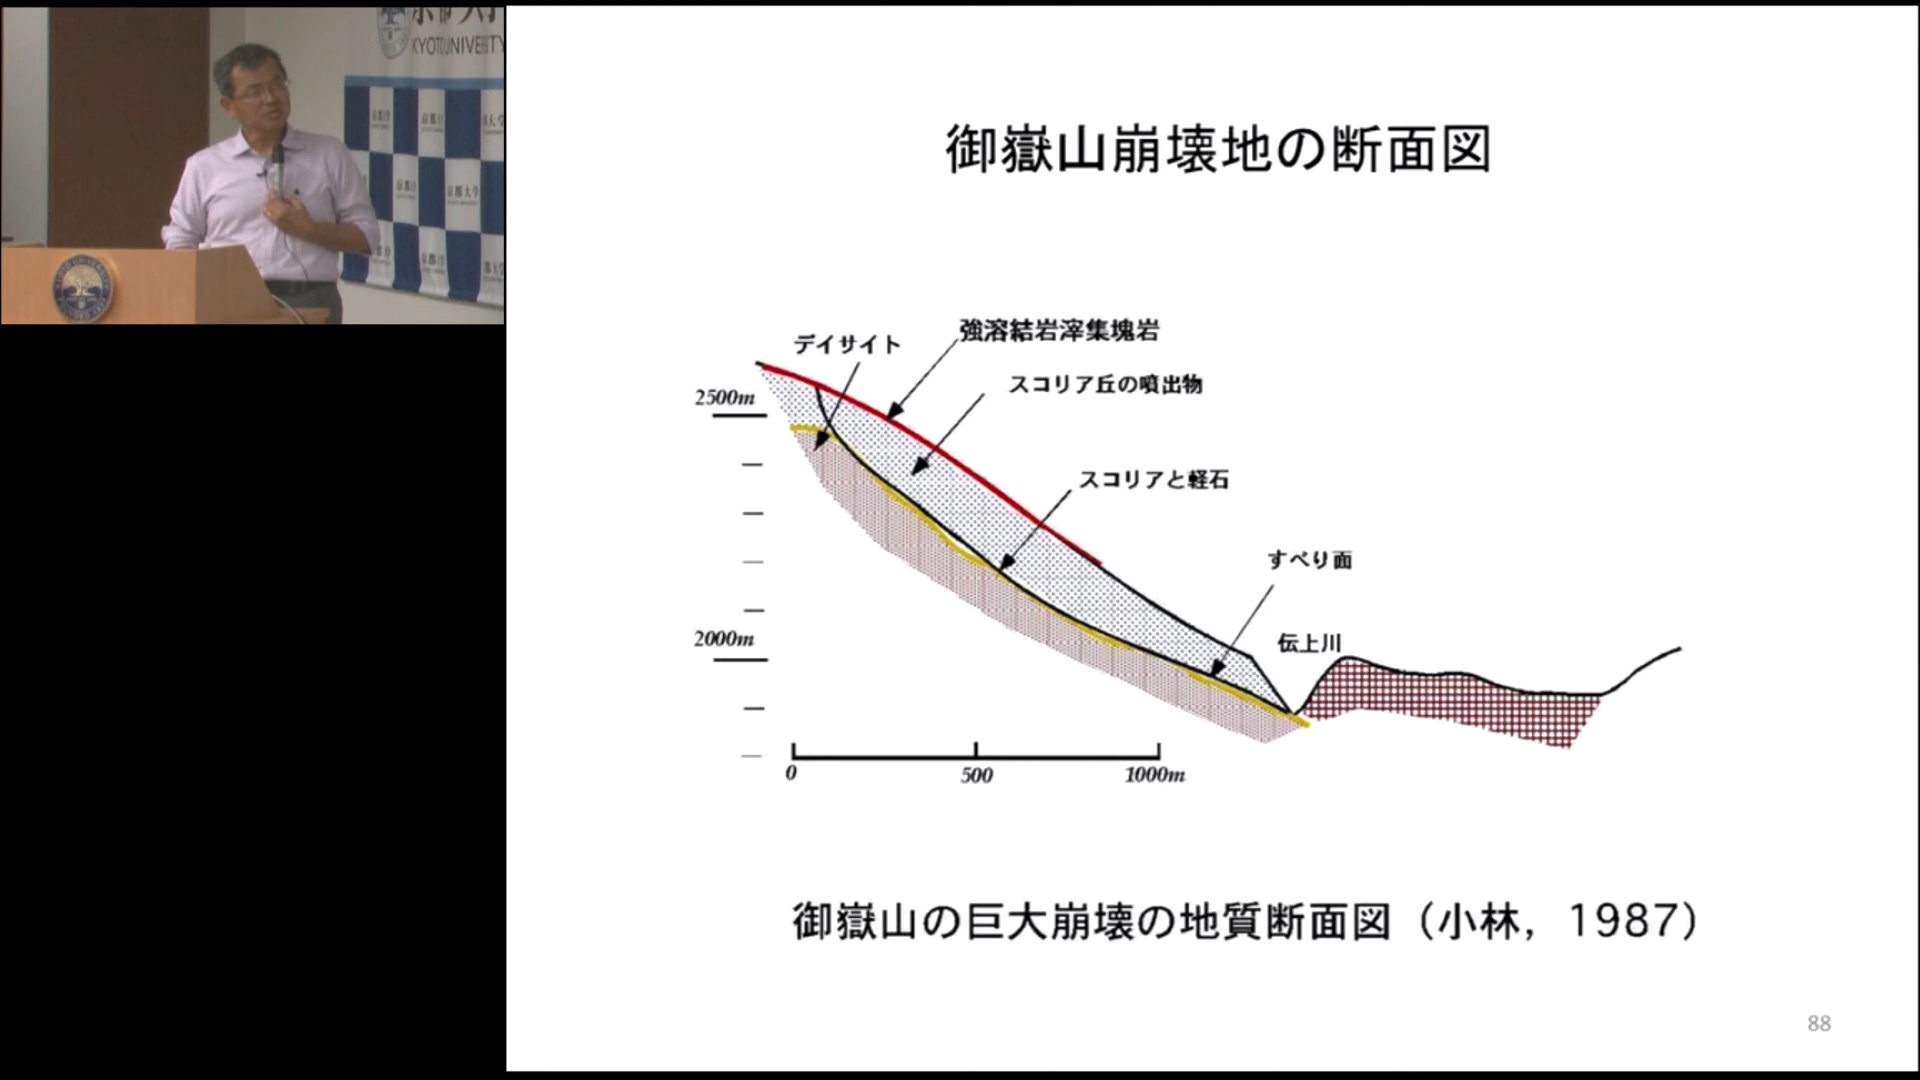 KYOTO UNIVERSITY
御嶽山崩壊地の断面図
強溶結岩滓集塊岩
デイサイト
スコリア丘の噴出物
2500m
スコリアと軽石
すべり面
2000m
伝上川
0 500 1000m
御嶽山の巨大崩壊の地質断面図（小林，1987）
88